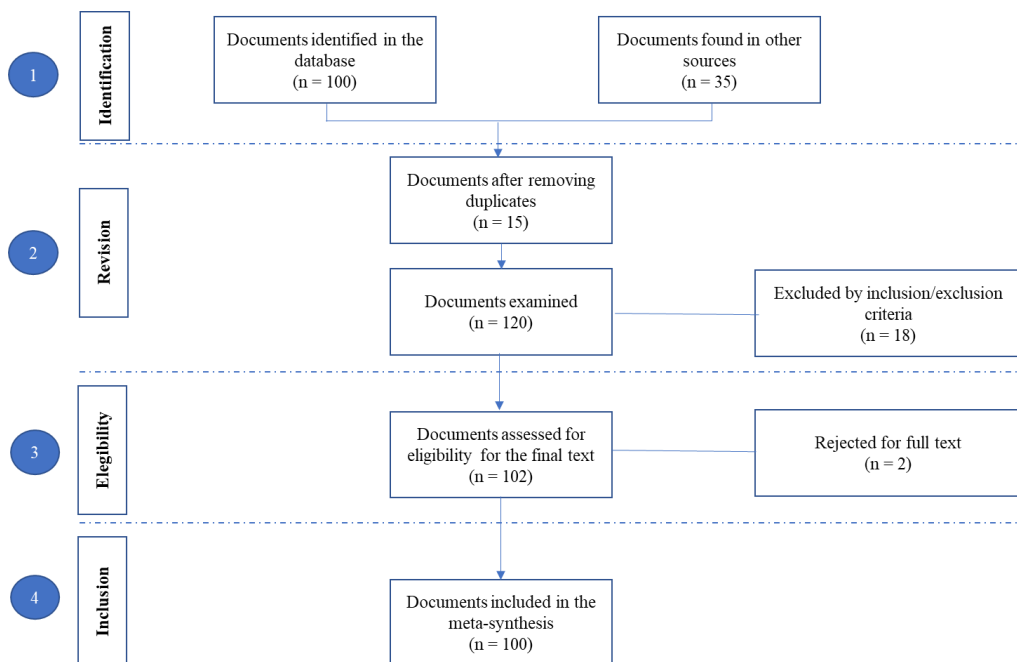 1
Identification
Documents identified in the
database
(n = 100)
Documents found in other
sources
(n = 35)
2
Revision
Documents after removing
duplicates
(n = 15)
Documents examined
(n = 120)
Excluded by inclusion/exclusion
criteria
(n = 18)
3
Elegibility
Documents assessed for
eligibility for the final text
(n = 102)
Rejected for full text
(n = 2)
4
Inclusion
Documents included in the
meta-synthesis
(n = 100)